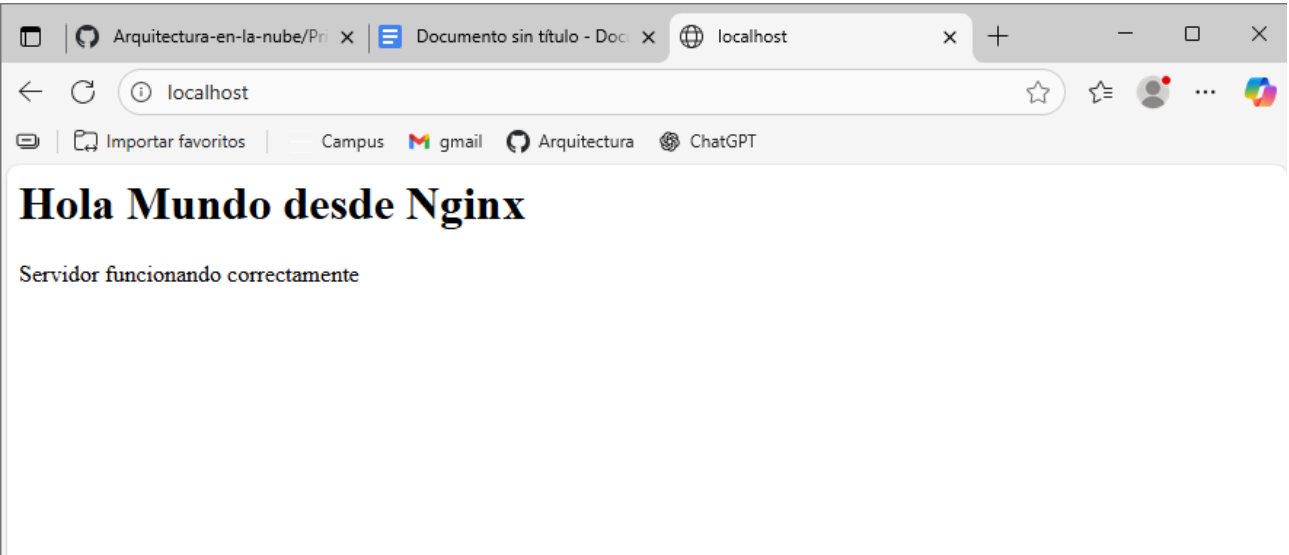 Arquitectura-en-la-nube/Pri
Documento sin título - Doc
localhost
localhost
Importar favoritos
Campus
gmail
Arquitectura
ChatGPT
Hola Mundo desde Nginx
Servidor funcionando correctamente